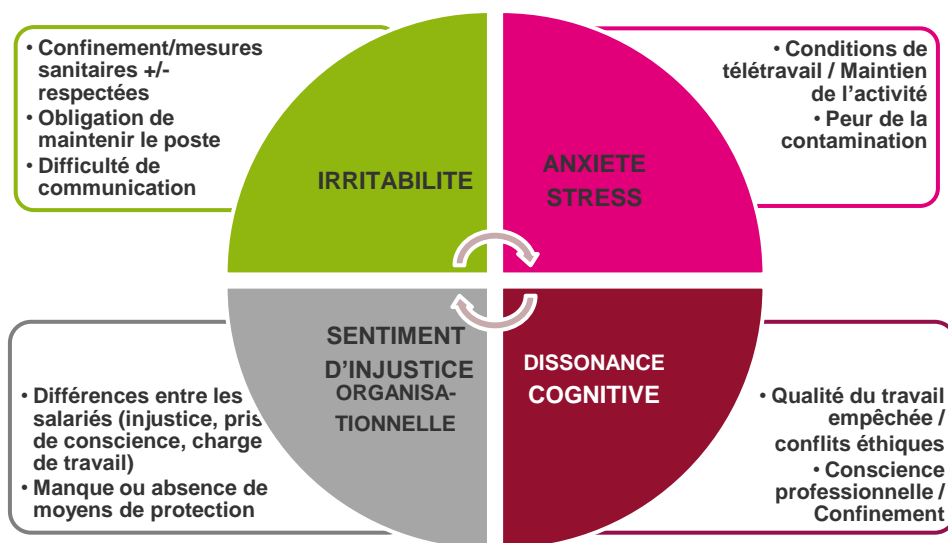 • Confinement/mesures
sanitaires +/-
respectées
• Obligation de
maintenir le poste
• Difficulté de
communication
IRRITABILITE
ANXIETE
STRESS
• Conditions de
télétravail / Maintien
de l'activité
• Peur de la
contamination
• Différences entre les
salariés (injustice, pris
de conscience, charge
de travail)
• Manque ou absence de
moyens de protection
SENTIMENT
D'INJUSTICE
ORGANISA-
TIONNELLE
DISSONANCE
COGNITIVE
• Qualité du travail
empêchée /
conflits éthiques
• Conscience
professionnelle /
Confinement